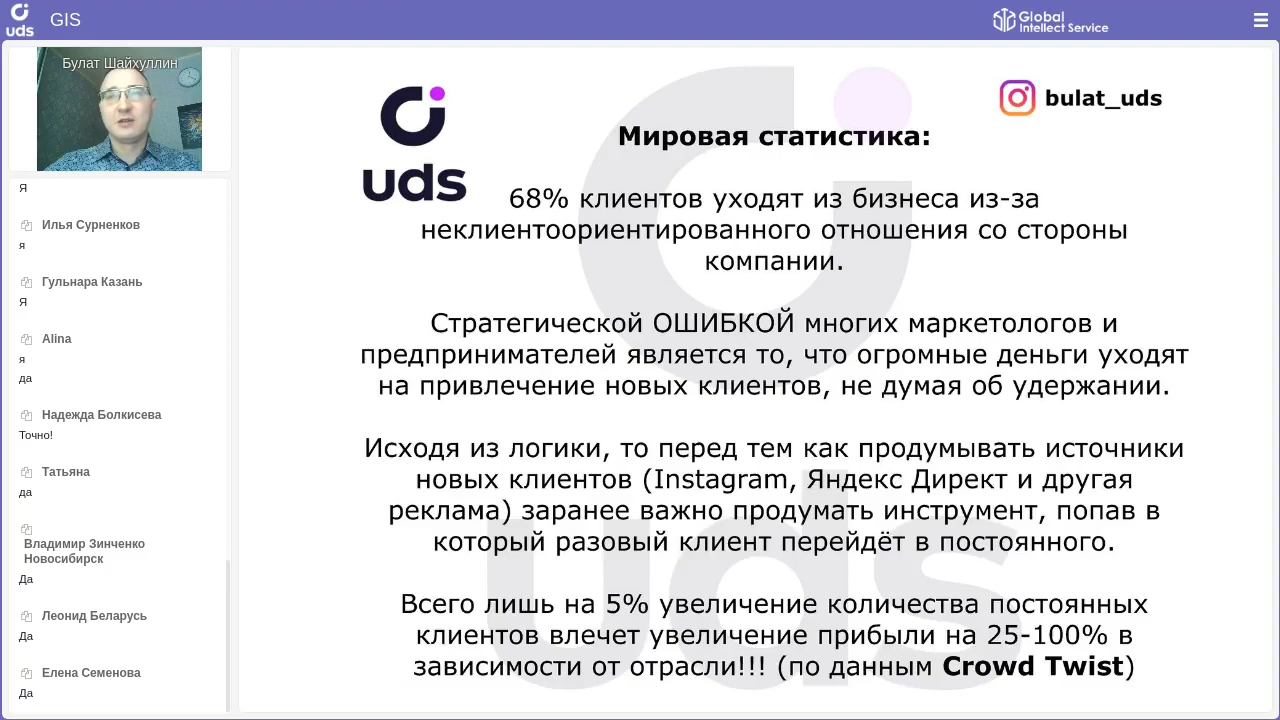 uds
GIS
Global
Intellect Service
Булат Шайхуллин
Я
Илья Сурненков
я
Гульнара Казань
Я
Alina
я
да
Надежда Болкисева
Точно!
Татьяна
да
Владимир Зинченко
Новосибирск
Да
Леонид Беларусь
Да
Елена Семенова
Да
uds
bulat_uds
Мировая статистика:
68% клиентов уходят из бизнеса из-за
неклиентоориентированного отношения со стороны
компании.
Стратегической ОШИБКОЙ многих маркетологов и
предпринимателей является то, что огромные деньги уходят
на привлечение новых клиентов, не думая об удержании.
Исходя из логики, то перед тем как продумывать источники
новых клиентов (Instagram, Яндекс Директ и другая
реклама) заранее важно продумать инструмент, попав в
который разовый клиент перейдёт в постоянного.
Всего лишь на 5% увеличение количества постоянных
клиентов влечет увеличение прибыли на 25-100% в
зависимости от отрасли!!! (по данным Crowd Twist)
uds